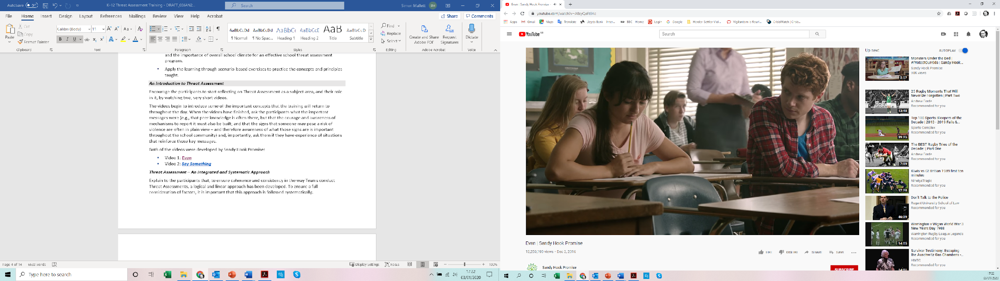 AutoSave Off
K-12 Threat Assessment Training - DRAFT_03JAN2...
Search
Simon Mallett
SM
File Home Insert Design Layout References Mailings Review View Help Acrobat
Share
Comments
Paste
Cut
Copy
Format Painter
Clipboard
Calibri (Body)
11
Font
Paragraph
AaBbCcDd AaBbCcDd AaBbC( AaBbCcE AaB AaBbCcD
¶ Normal ¶ No Spac... Heading 1 Heading 2 Title Subtitle
Styles
Find
Replace
Select
Editing
Create and Share Adobe PDF
Request Signatures
Adobe Acrobat
Dictate
Voice
and the importance of overall school climate for an effective school threat assessment
program.
• Apply the learning through scenario based exercises to practice the concepts and principles
taught.
An Introduction to Threat Assessment
Encourage the participants to start reflecting on Threat Assessment as a subject area, and their role
in it, by watching two, very short videos.
The videos begin to introduce some of the important concepts that the training will return to
throughout the day. When the videos have finished, ask the participants what the important
messages were (e.g., that peer knowledge is often there, but that the courage and awareness of
mechanisms to report it must also be built; and that the signs that someone may pose a risk of
violence are often in plain view – and therefore awareness of what those signs are is important
throughout the school community) and, importantly, ask them if they have experience of situations
that reinforce those key messages.
Both of the videos were developed by Sandy Hook Promise:
Video 1: Evan
Video 2: Say Something
Threat Assessment – An Integrated and Systematic Approach
Explain to the participants that, to ensure coherence and consistency in the way Teams conduct
Threat Assessments, a logical and linear approach has been developed. To ensure a full
consideration of factors, it is important that this approach is followed systematically.
Page 4 of 14 6683 words
Display Settings
Focus
100%
Type here to search
17:22
03/01/2020
Evan | Sandy Hook Promise -
Apps Gmail Maps Translate Lloyds Bank Inter... BBC Home Login Google Harder Settler Viol... Vigilantism is flouri... CrisisWatch | Crisis...
YouTube GB
Search
Evan | Sandy Hook Promise
12,259,190 views • Dec 2, 2016
LIKE DISLIKE SHARE SAVE
Sandy Hook Promise
SUBSCRIBE
Up next
AUTOPLAY
Monsters Under the Bed |
#ProtectOurKids | Sandy Hook...
Sandy Hook Promise
98K views
2:57
25 Rugby Moments That Will
Never Be Forgotten | Part Two
Andrew Forde
Recommended for you
13:48
Top 100 Sports Bloopers of the
Decade | 2010 - 2019 Fails &...
Sports Complex
Recommended for you
39:25
The BEST Rugby Tries of the
Decade! | Part One
Andrew Forde
Recommended for you
7:59
Kiwis vs Gt Britian 1989 first ten
minutes
NinetysTragic
Recommended for you
12:28
Don't Talk to the Police
Regent University School of Law
Recommended for you
46:39
Warrington v Wigan World War 3
New Years Day 1988
Warrington Rugby League Legends
Recommended for you
14:05
Survivor Testimony: Escaping
the Auschwitz Gas Chambers -...
HMTC
Recommended for you
14:51
17:22
03/01/2020